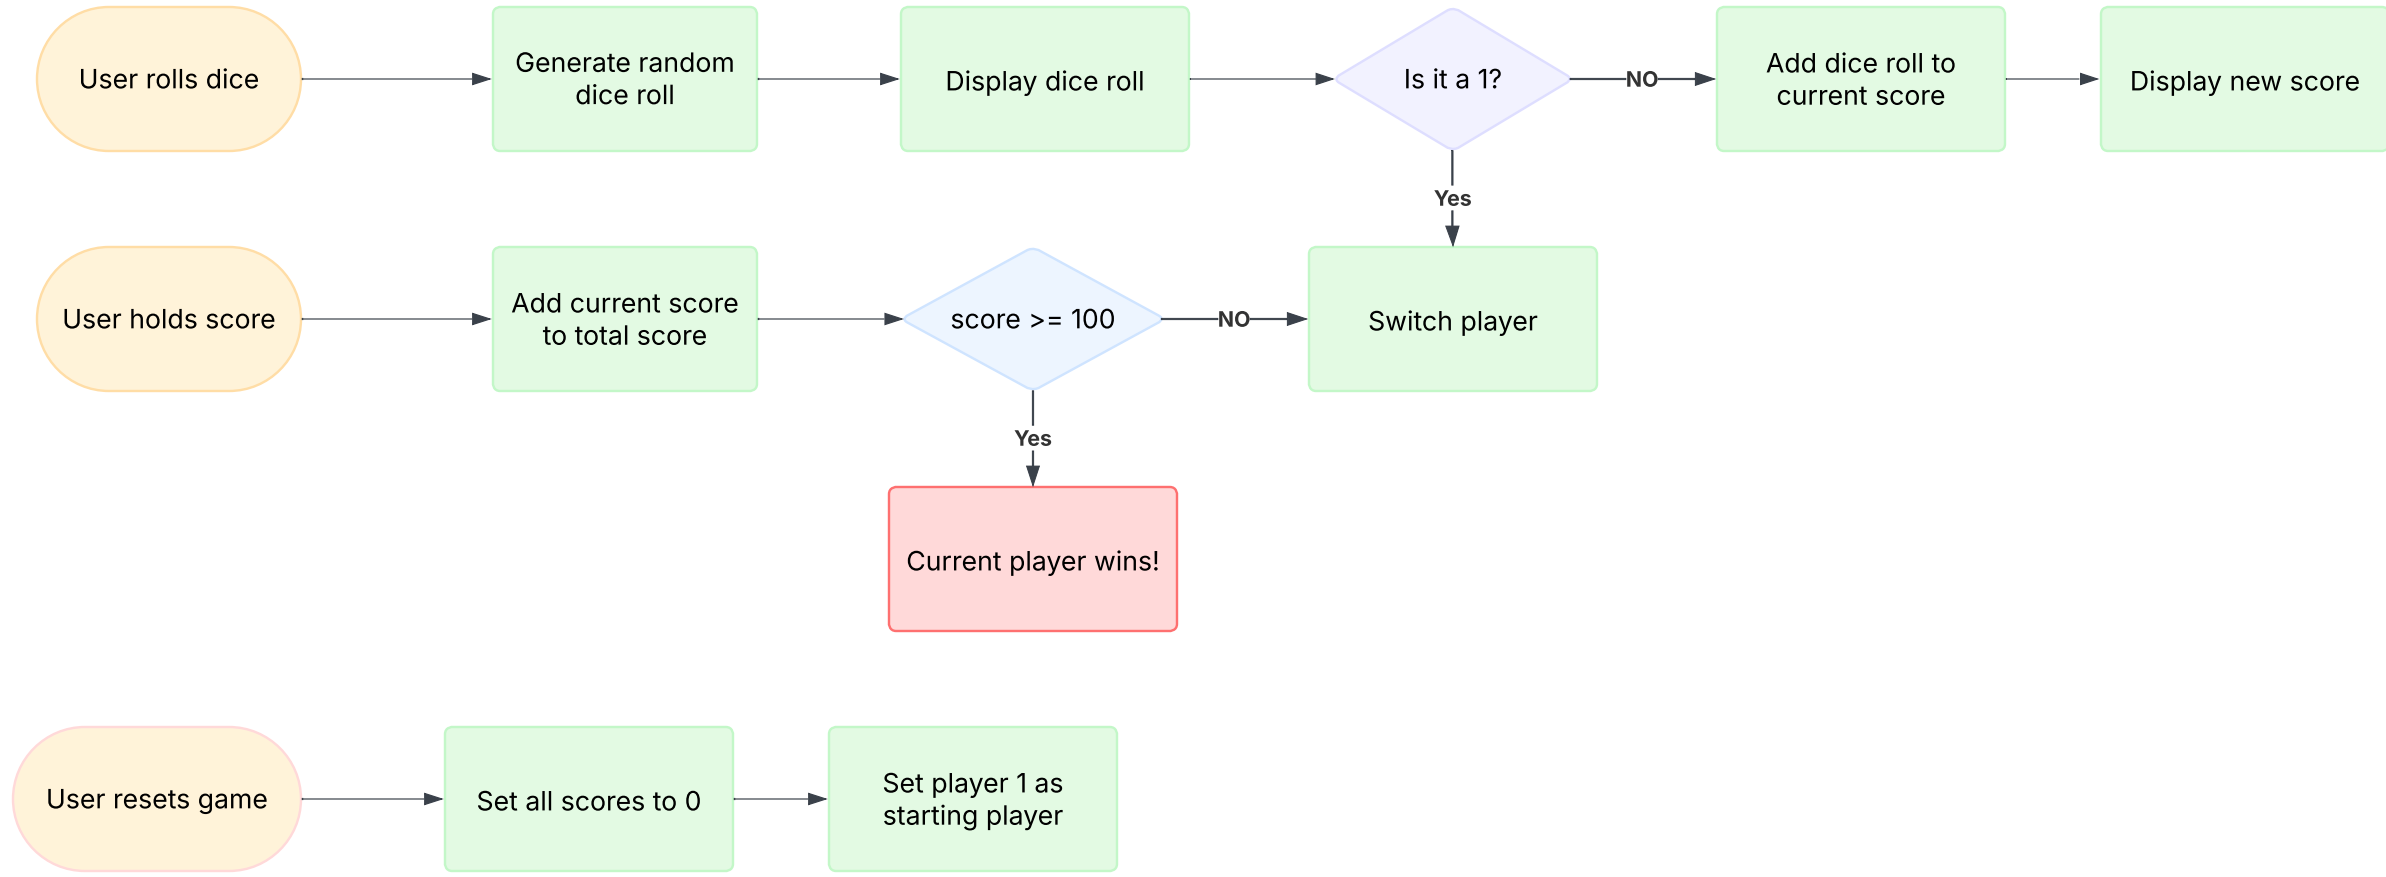 User rolls dice
Generate random
dice roll
Display dice roll
Is it a 1?
NO
Add dice roll to
current score
Display new score
Yes
User holds score
Add current score
to total score
score >= 100
NO
Switch player
Yes
Current player wins!
User resets game
Set all scores to 0
Set player 1 as
starting player